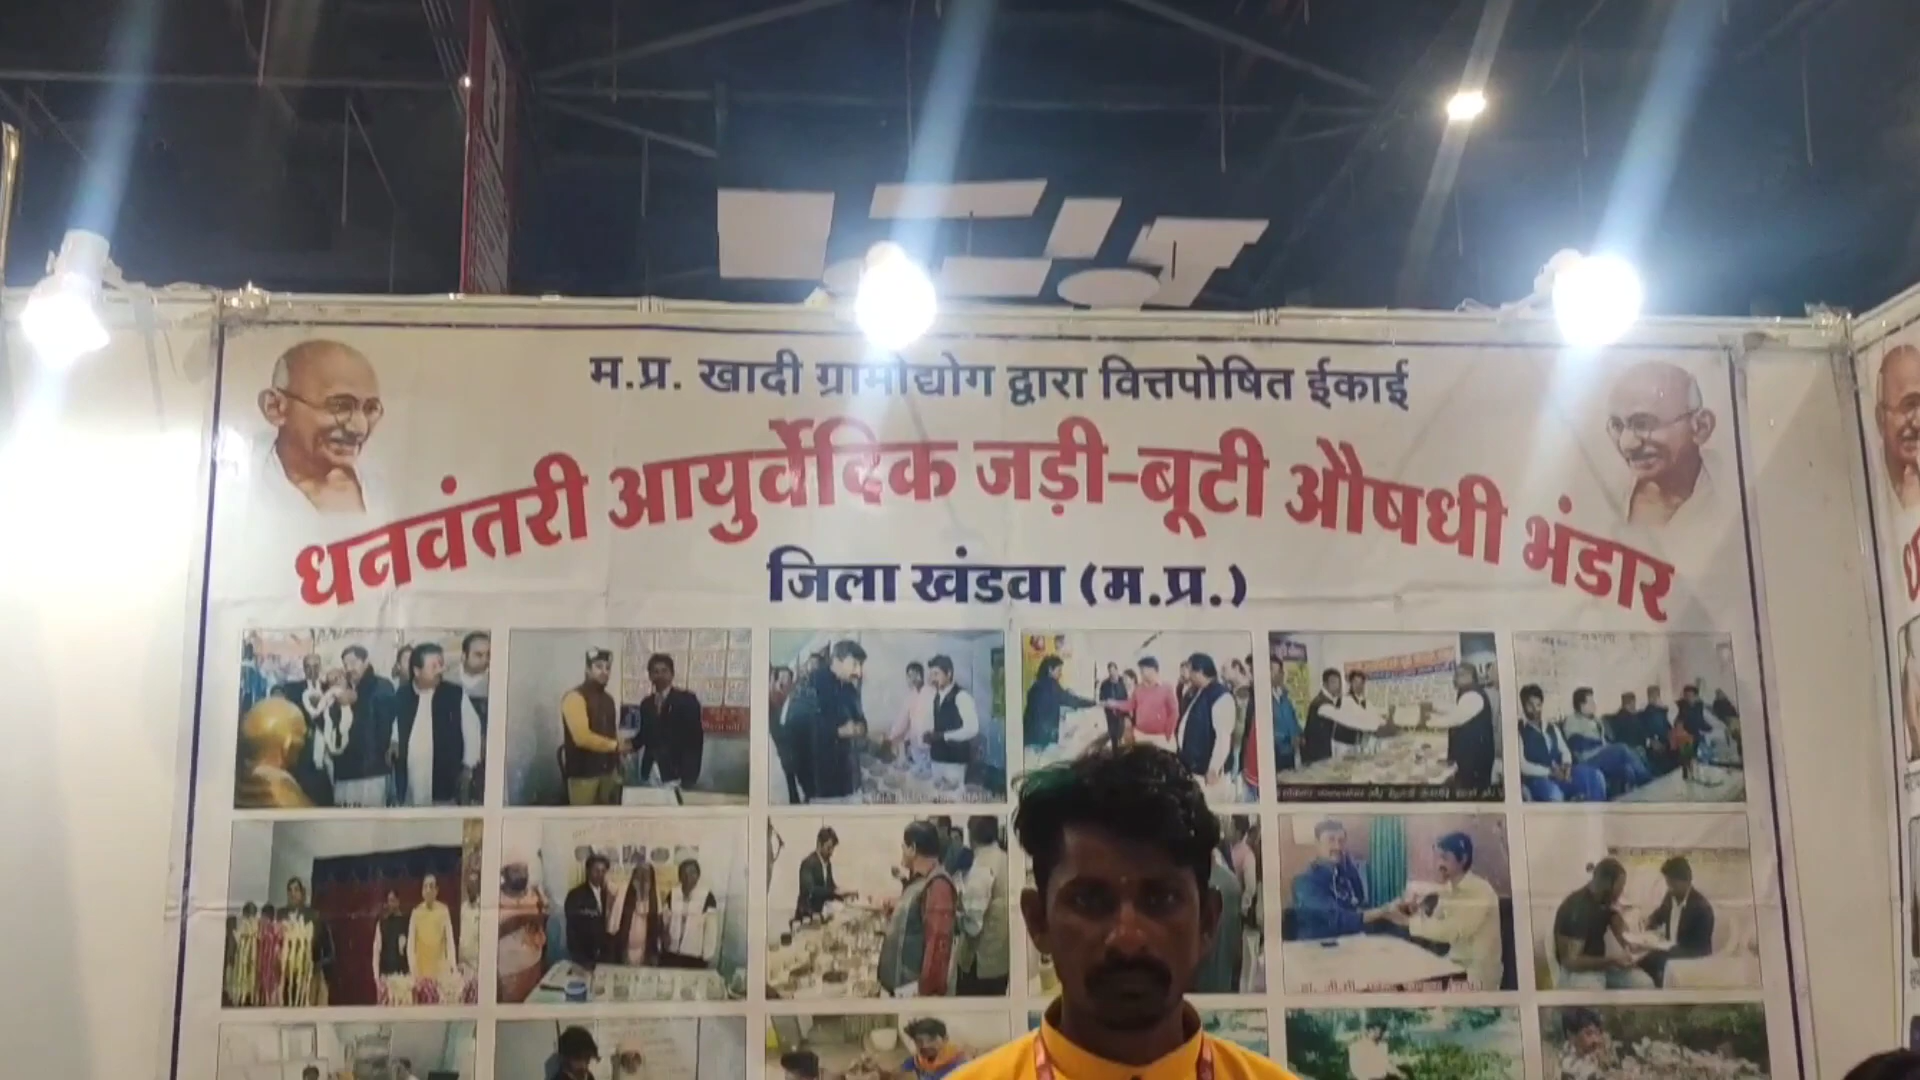 म.प्र. खादी ग्रामोद्योग द्वारा वित्तपोषित ईकाई
धनवंतरी आयुर्वेदिक जड़ी-बूटी औषधी भंडार
जिला खंडवा (म.प्र.)